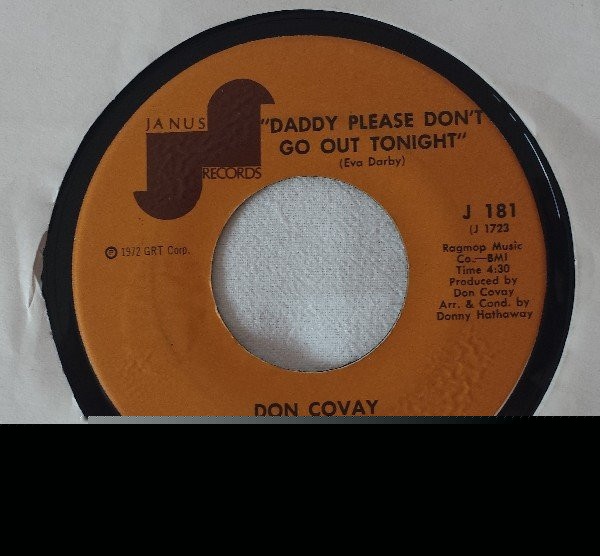 JANUS
RECORDS
"DADDY PLEASE DON'T
GO OUT TONIGHT"
(Eva Darby)
J 181
(J 1723
Ragmop Music
Co.—BMI
Time 4:30
Produced by
Don Covay
Arr. & Cond. by
Donny Hathaway
℗ 1972 GRT Corp.
DON COVAY